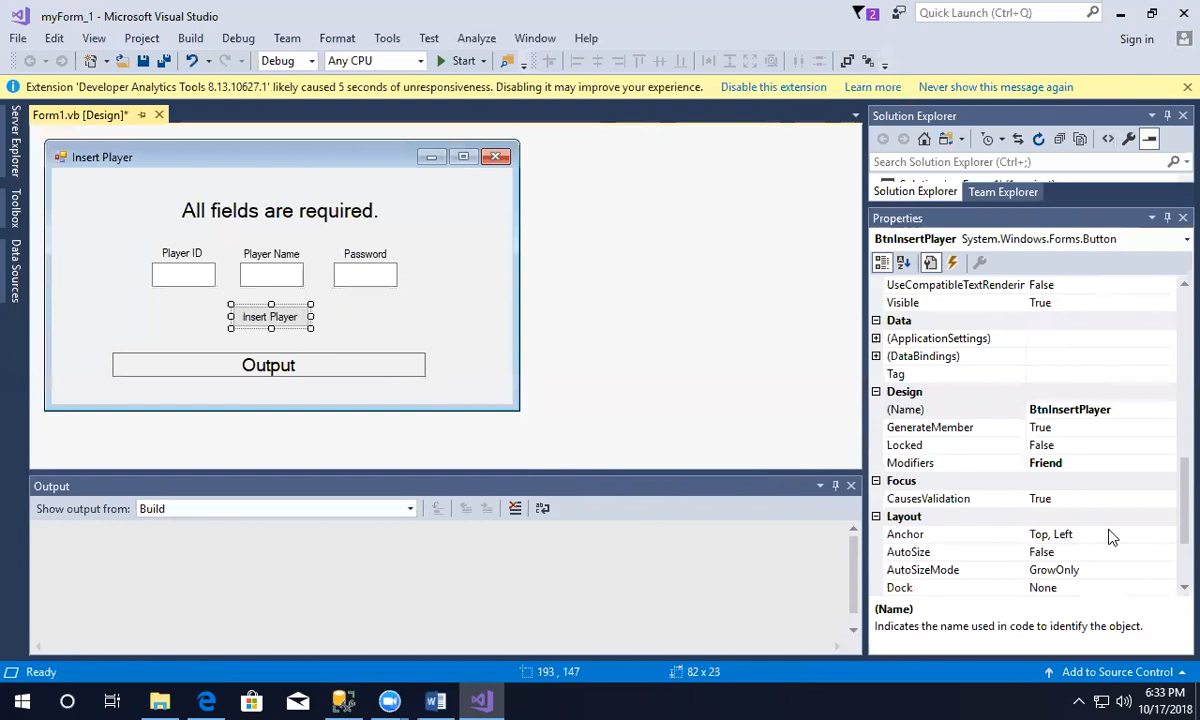 myForm_1 - Microsoft Visual Studio
2
Quick Launch (Ctrl+Q)
File Edit View Project Build Debug Team Format Tools Test Analyze Window Help
Sign in
Debug Any CPU Start
Extension 'Developer Analytics Tools 8.13.10627.1' likely caused 5 seconds of unresponsiveness. Disabling it may improve your experience. Disable this extension Learn more Never show this message again
Server Explorer
Toolbox
Data Sources
Form1.vb [Design]*
Insert Player
All fields are required.
Player ID Player Name Password
Insert Player
Output
Output
Show output from: Build
Solution Explorer
Search Solution Explorer (Ctrl+;)
Solution Explorer Team Explorer
Properties
BtnInsertPlayer System.Windows.Forms.Button
UseCompatibleTextRenderir False
Visible True
Data
(ApplicationSettings)
(DataBindings)
Tag
Design
(Name) BtnInsertPlayer
GenerateMember True
Locked False
Modifiers Friend
Focus
CausesValidation True
Layout
Anchor Top, Left
AutoSize False
AutoSizeMode GrowOnly
Dock None
(Name)
Indicates the name used in code to identify the object.
Ready 193 , 147 82 x 23 Add to Source Control
6:33 PM
10/17/2018